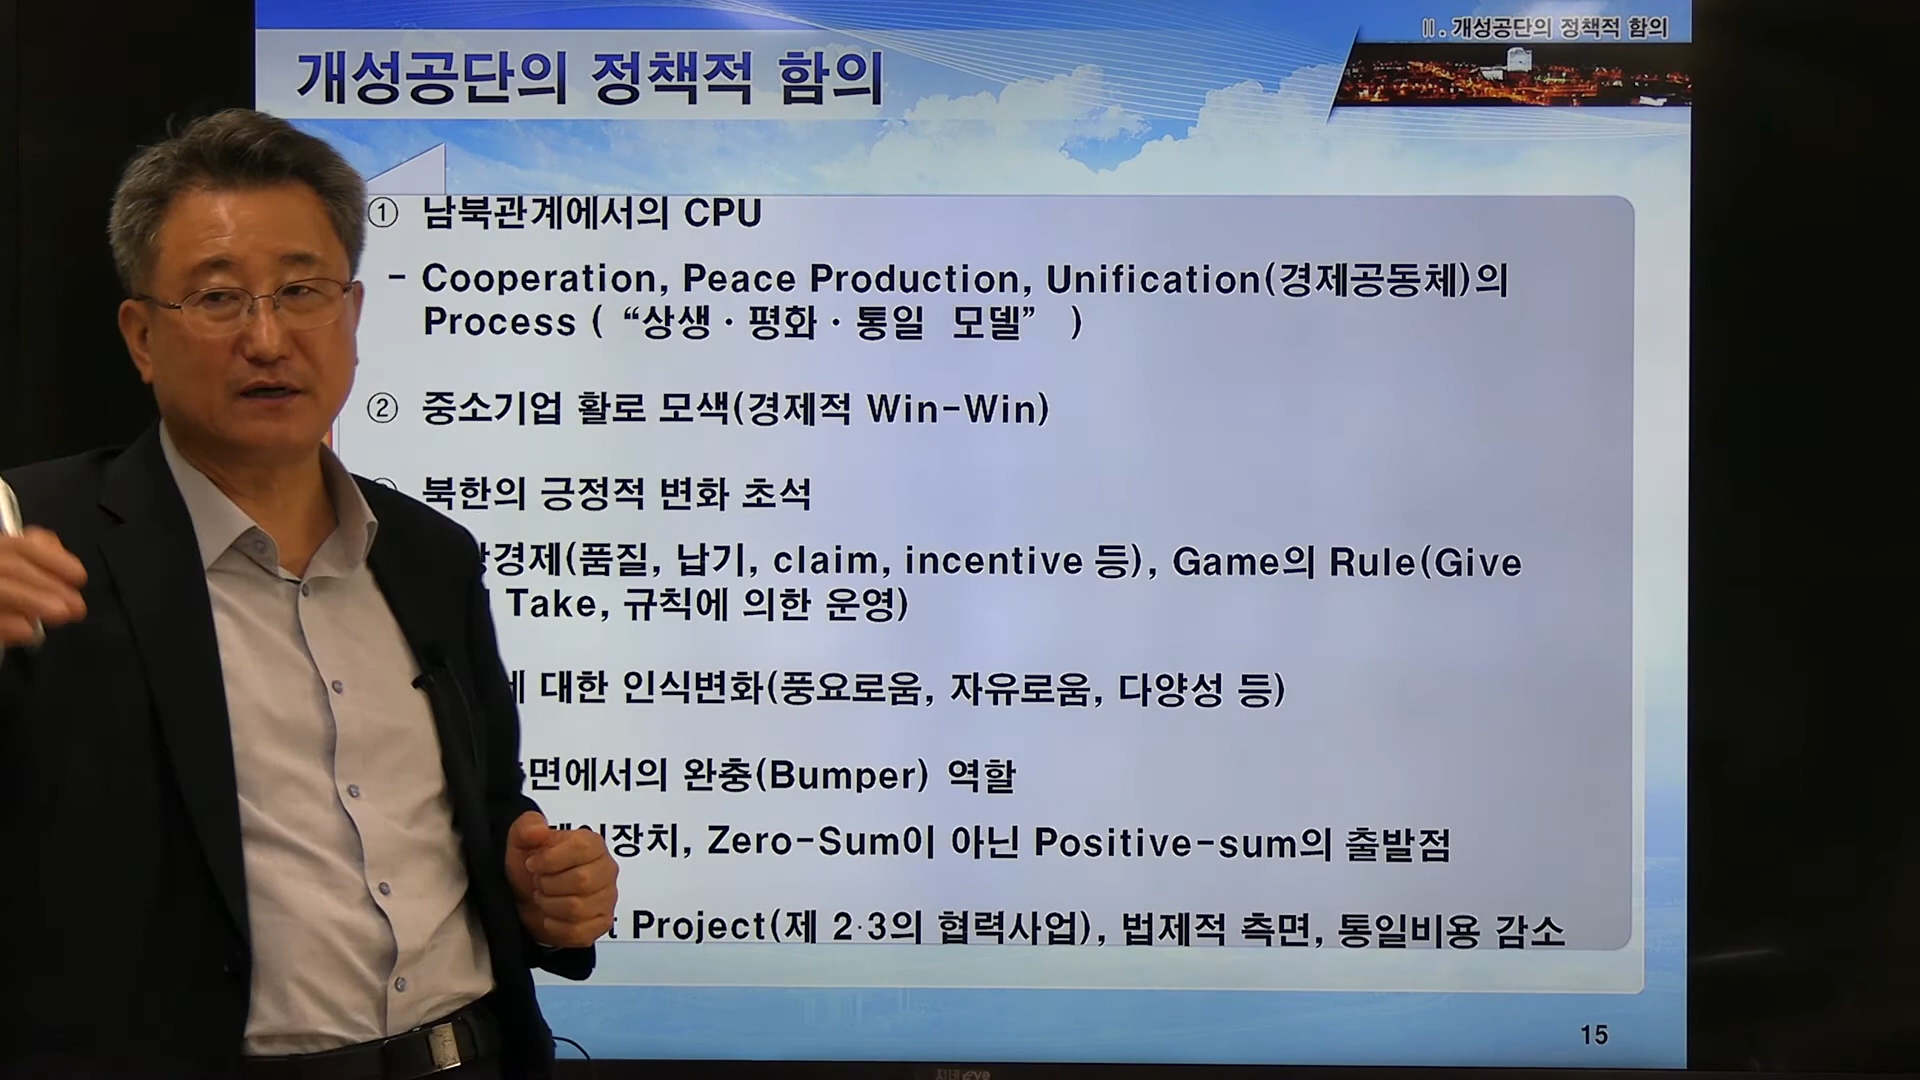 Ⅱ. 개성공단의 정책적 함의
개성공단의 정책적 함의
① 남북관계에서의 CPU
- Cooperation, Peace Production, Unification(경제공동체)의
Process ( “상생 · 평화 · 통일 모델” )
② 중소기업 활로 모색(경제적 Win-Win)
북한의 긍정적 변화 초석
경제(품질, 납기, claim, incentive 등), Game의 Rule(Give
Take, 규칙에 의한 운영)
대한 인식변화(풍요로움, 자유로움, 다양성 등)
완충(Bumper) 역할
Zero-Sum이 아닌 Positive-sum의 출발점
Project(제 2·3의 협력사업), 법제적 측면, 통일비용 감소
15